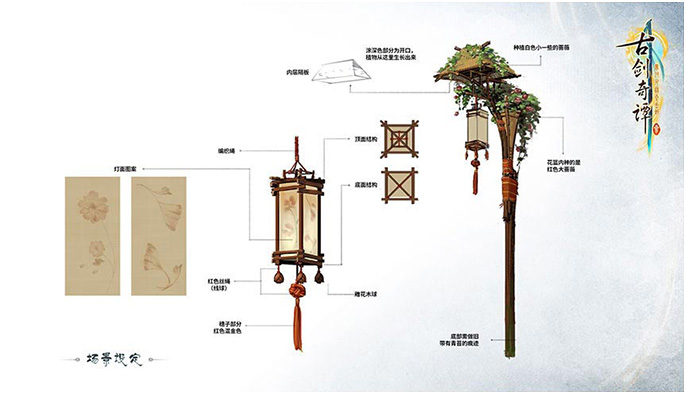 涂深色部分为开口，
植物从这里生长出来
种植白色小一些的蔷薇
内层隔板
古剑奇谭
编织绳
顶面结构
灯面图案
底面结构
花篮内种的是
红色大蔷薇
红色丝绳
（线球）
雕花木球
穗子部分
红色混金色
底部需做旧
带有青苔的痕迹
场景设定